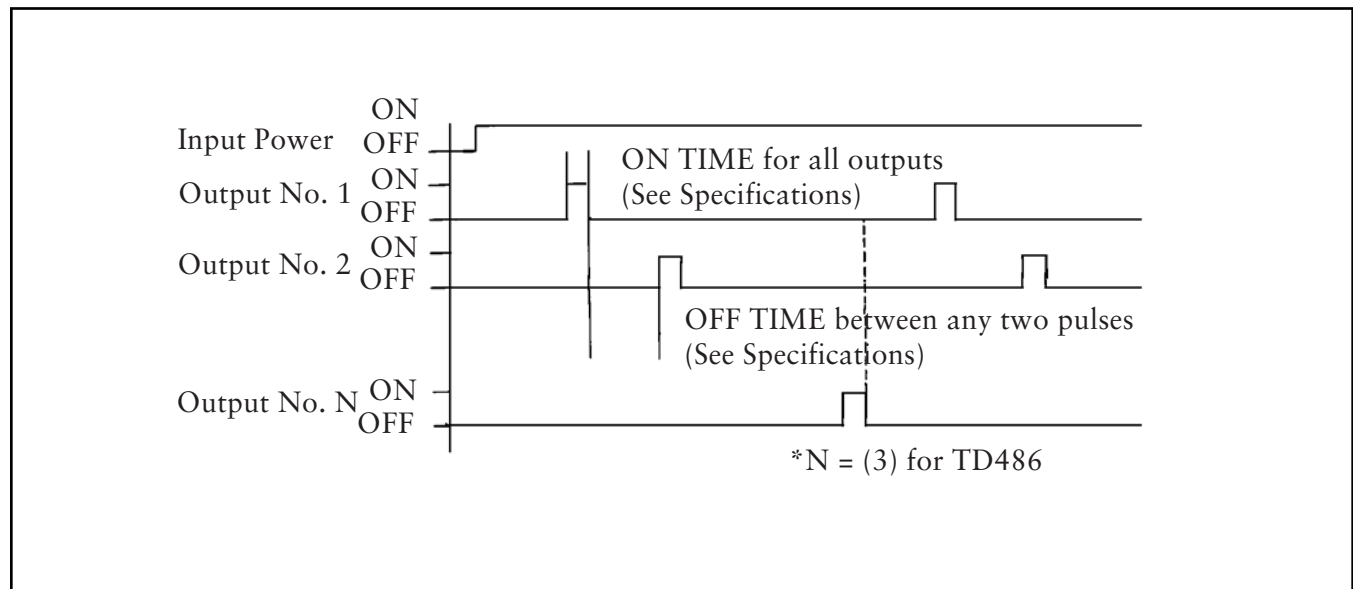 ON
Input Power OFF
Output No. 1 ON
OFF
ON TIME for all outputs
(See Specifications)
Output No. 2 ON
OFF
OFF TIME between any two pulses
(See Specifications)
Output No. N ON
OFF
*N = (3) for TD486